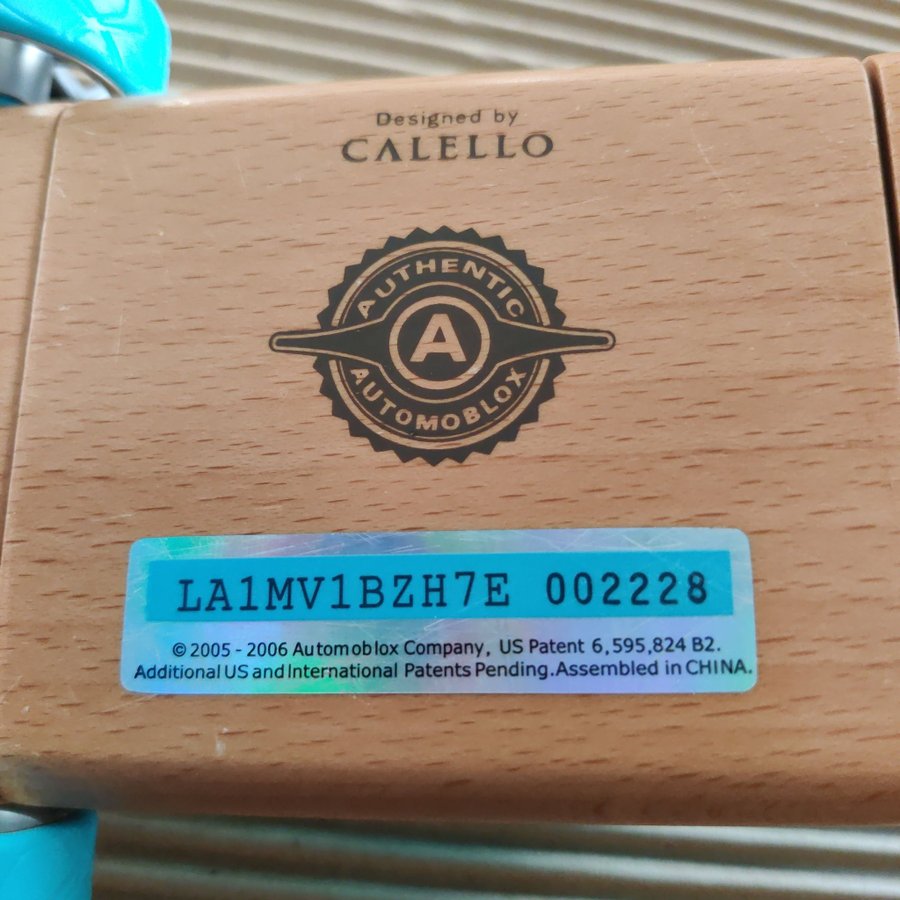 Designed by
CALELLO
AUTHENTIC
A
AUTOMOBLOX
LA1MV1BZH7E 002228
© 2005 - 2006 Automoblox Company, US Patent 6,595,824 B2.
Additional US and International Patents Pending. Assembled in CHINA.